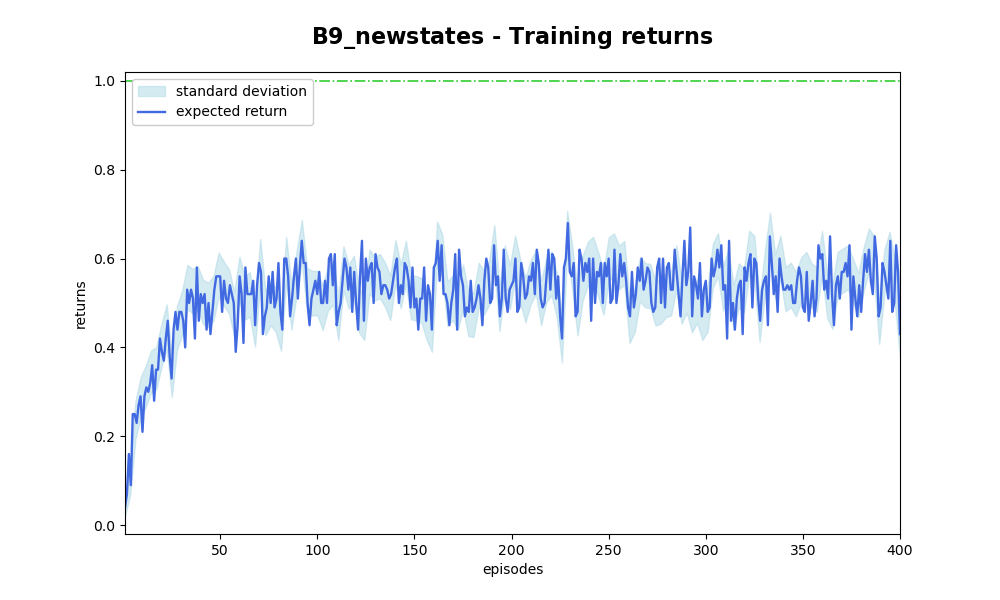 B9_newstates - Training returns
1.0
0.8
0.6
0.4
0.2
0.0
returns
standard deviation
expected return
50
100
150
200
250
300
350
400
episodes